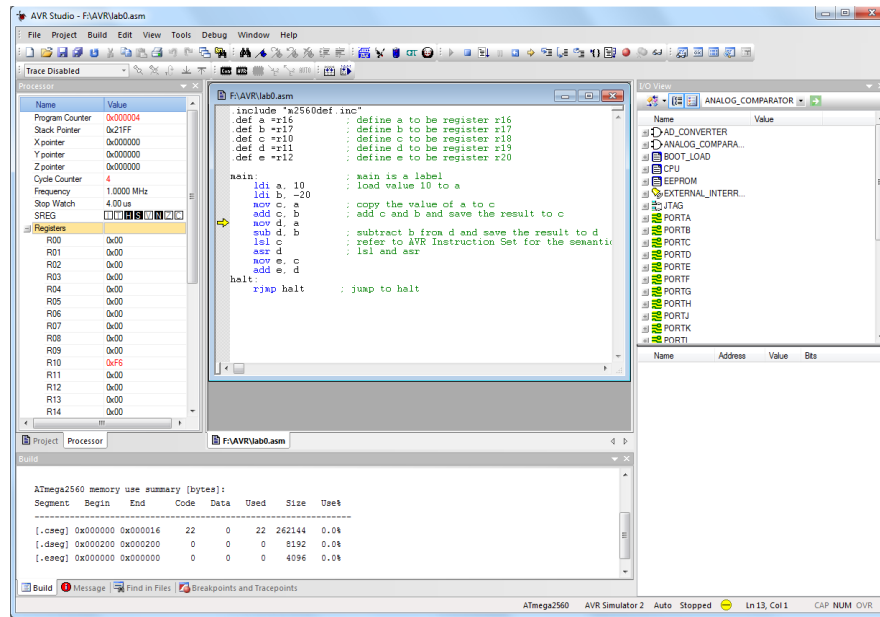 AVR Studio - F:\AVR\lab0.asm
File Project Build Edit View Tools Debug Window Help
Trace Disabled
Processor
Name Value
Program Counter 0x000004
Stack Pointer 0x21FF
X pointer 0x000000
Y pointer 0x000000
Z pointer 0x000000
Cycle Counter 4
Frequency 1.0000 MHz
Stop Watch 4.00 us
SREG I T H S V N Z C
Registers
R00 0x00
R01 0x00
R02 0x00
R03 0x00
R04 0x00
R05 0x00
R06 0x00
R07 0x00
R08 0x00
R09 0x00
R10 0xF6
R11 0x00
R12 0x00
R13 0x00
R14 0x00
Project Processor
F:\AVR\lab0.asm
.include "m2560def.inc"
.def a =r16 ; define a to be register r16
.def b =r17 ; define b to be register r17
.def c =r10 ; define c to be register r18
.def d =r11 ; define d to be register r19
.def e =r12 ; define e to be register r20
main: ; main is a label
ldi a, 10 ; load value 10 to a
ldi b, -20
mov c, a ; copy the value of a to c
add c, b ; add c and b and save the result to c
mov d, a
sub d, b ; subtract b from d and save the result to d
lsl c ; refer to AVR Instruction Set for the semantic
asr d ; lsl and asr
mov e, c
add e, d
halt:
rjmp halt ; jump to halt
F:\AVR\lab0.asm
I/O View
ANALOG_COMPARATOR
Name Value
AD_CONVERTER
ANALOG_COMPARA...
BOOT_LOAD
CPU
EEPROM
EXTERNAL_INTERR...
JTAG
PORTA
PORTB
PORTC
PORTD
PORTE
PORTF
PORTG
PORTH
PORTJ
PORTK
PORTL
Name Address Value Bits
Build
ATmega2560 memory use summary [bytes]:
Segment Begin End Code Data Used Size Use%
---------------------------------------------------------------
[.cseg] 0x000000 0x000016 22 0 22 262144 0.0%
[.dseg] 0x000200 0x000200 0 0 0 8192 0.0%
[.eseg] 0x000000 0x000000 0 0 0 4096 0.0%
Build Message Find in Files Breakpoints and Tracepoints
ATmega2560 AVR Simulator 2 Auto Stopped Ln 13, Col 1 CAP NUM OVR